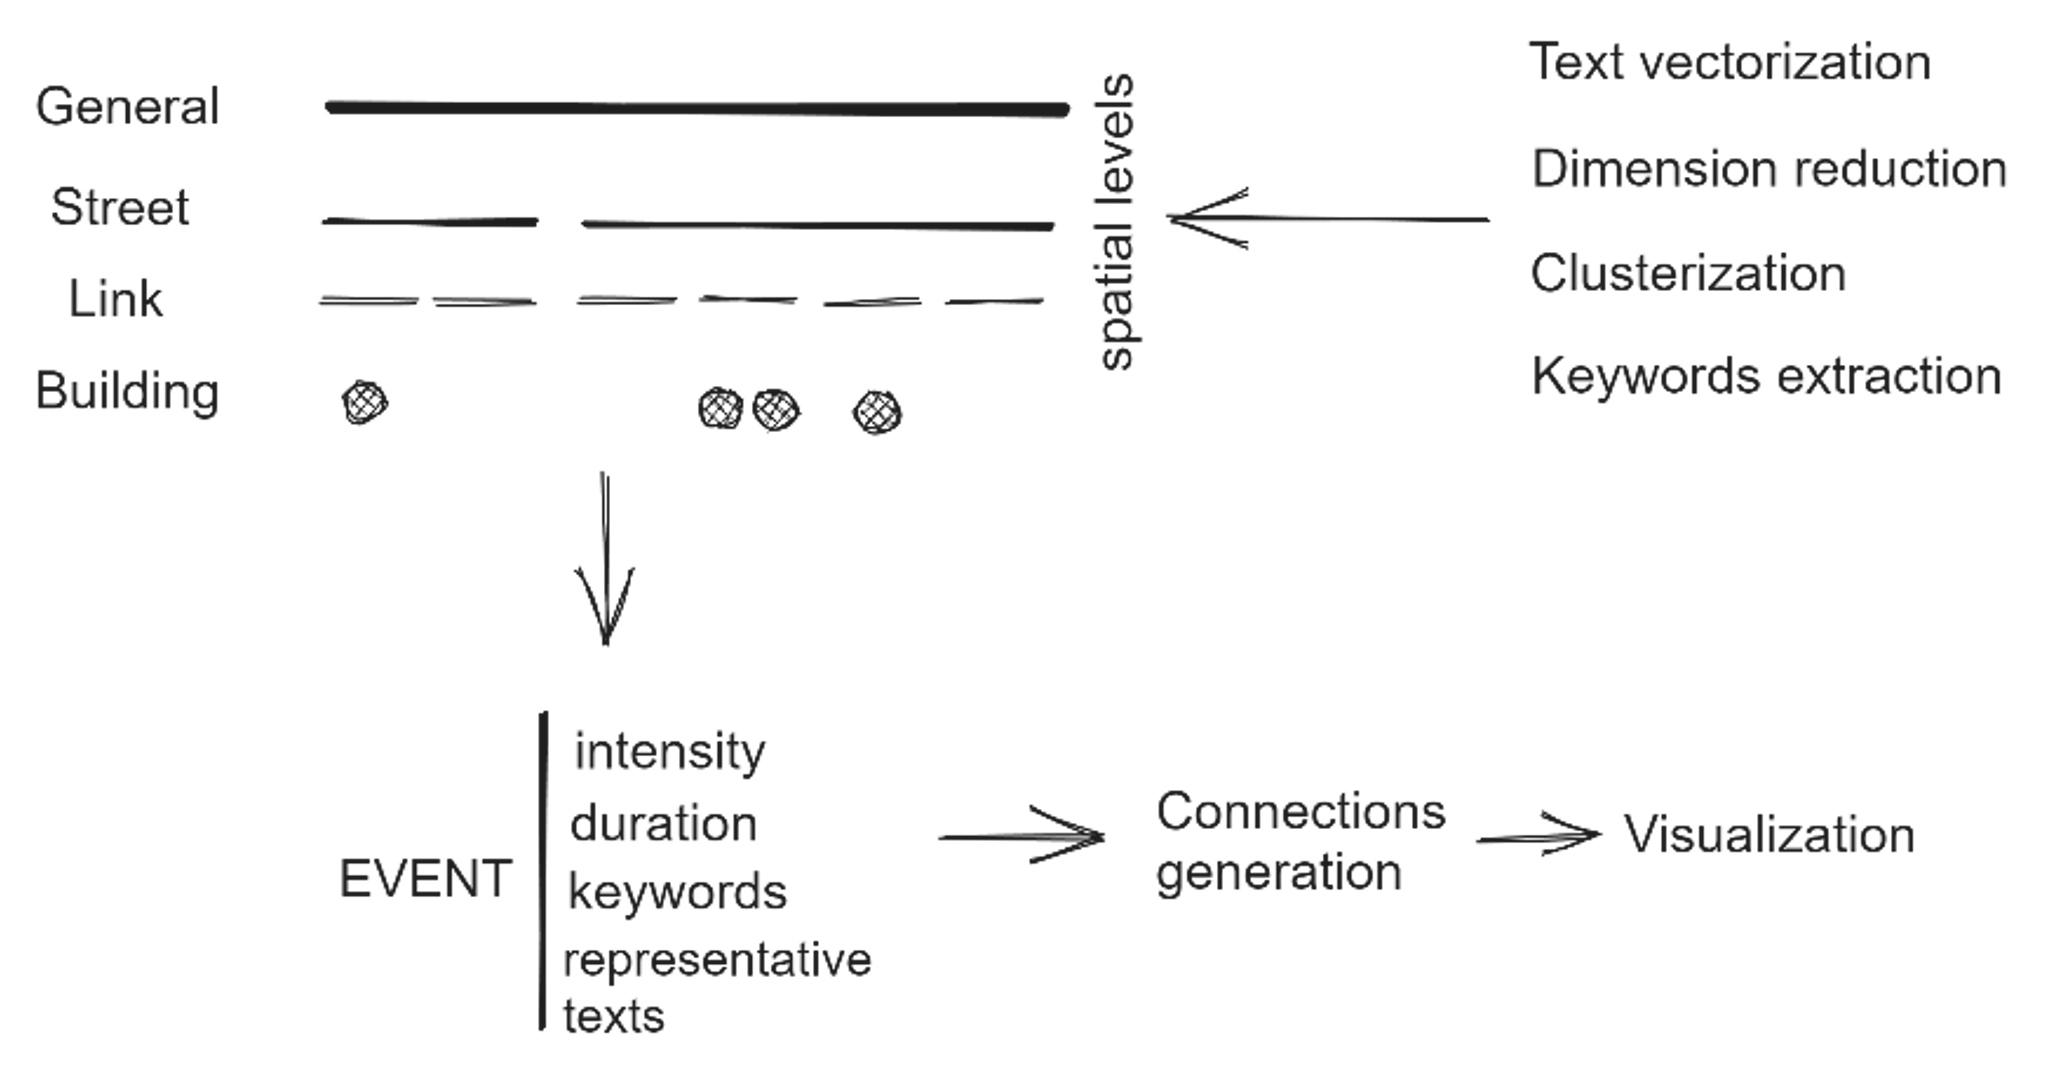 General
Street
Link
Building
spatial levels
Text vectorization
Dimension reduction
Clusterization
Keywords extraction
EVENT
intensity
duration
keywords
representative
texts
Connections
generation
Visualization